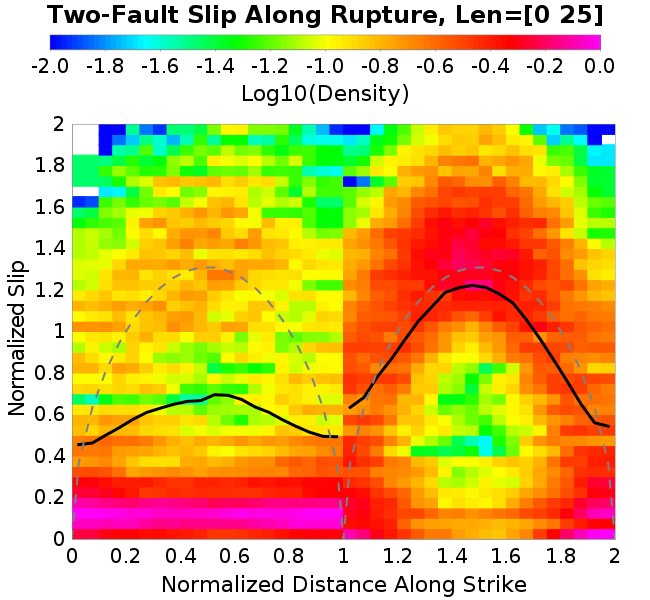 Two-Fault Slip Along Rupture, Len=[0 25]
-2.0 -1.8 -1.6 -1.4 -1.2 -1.0 -0.8 -0.6 -0.4 -0.2 0.0
Log10(Density)
Normalized Slip
2
1.8
1.6
1.4
1.2
1
0.8
0.6
0.4
0.2
0
0 0.2 0.4 0.6 0.8 1 1.2 1.4 1.6 1.8 2
Normalized Distance Along Strike